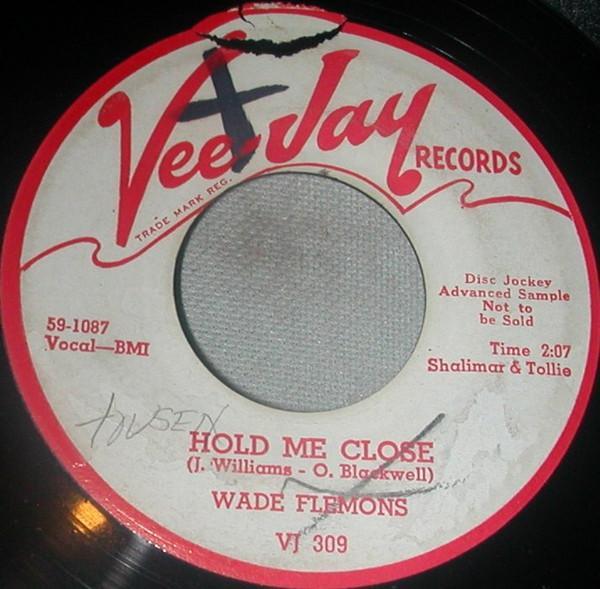 Vee-Jay RECORDS
TRADE MARK REG.
Disc Jockey
Advanced Sample
Not to
be Sold
59-1087
Vocal—BMI
Time 2:07
Shalimar & Tollie
HOLD ME CLOSE
(J. Williams - O. Blackwell)
WADE FLEMONS
VJ 309